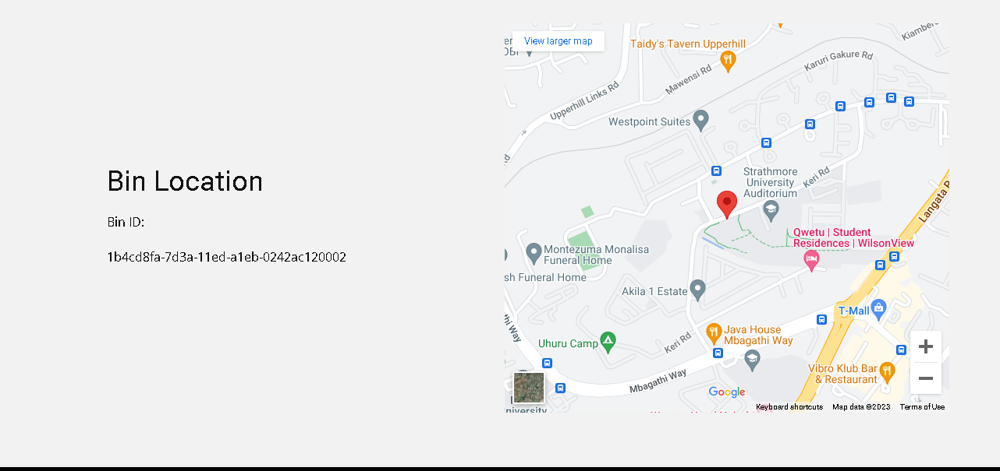 Bin Location
Bin ID:
1b4cd8fa-7d3a-11ed-a1eb-0242ac120002
View larger map
Taidy's Tavern Upperhill
Karuri Gakure Rd
Mawensi Rd
Upperhill Links Rd
Westpoint Suites
Strathmore
University
Auditorium
Keri Rd
Qwetu | Student
Residences | WilsonView
Montezuma Monalisa
Funeral Home
sh Funeral Home
Akila 1 Estate
T-Mall
Java House
Mbagathi Way
Uhuru Camp
Keri Rd
Vibro Klub Bar
& Restaurant
Mbagathi Way
Langata
Google
Keyboard shortcuts
Map data ©2023
Terms of Use